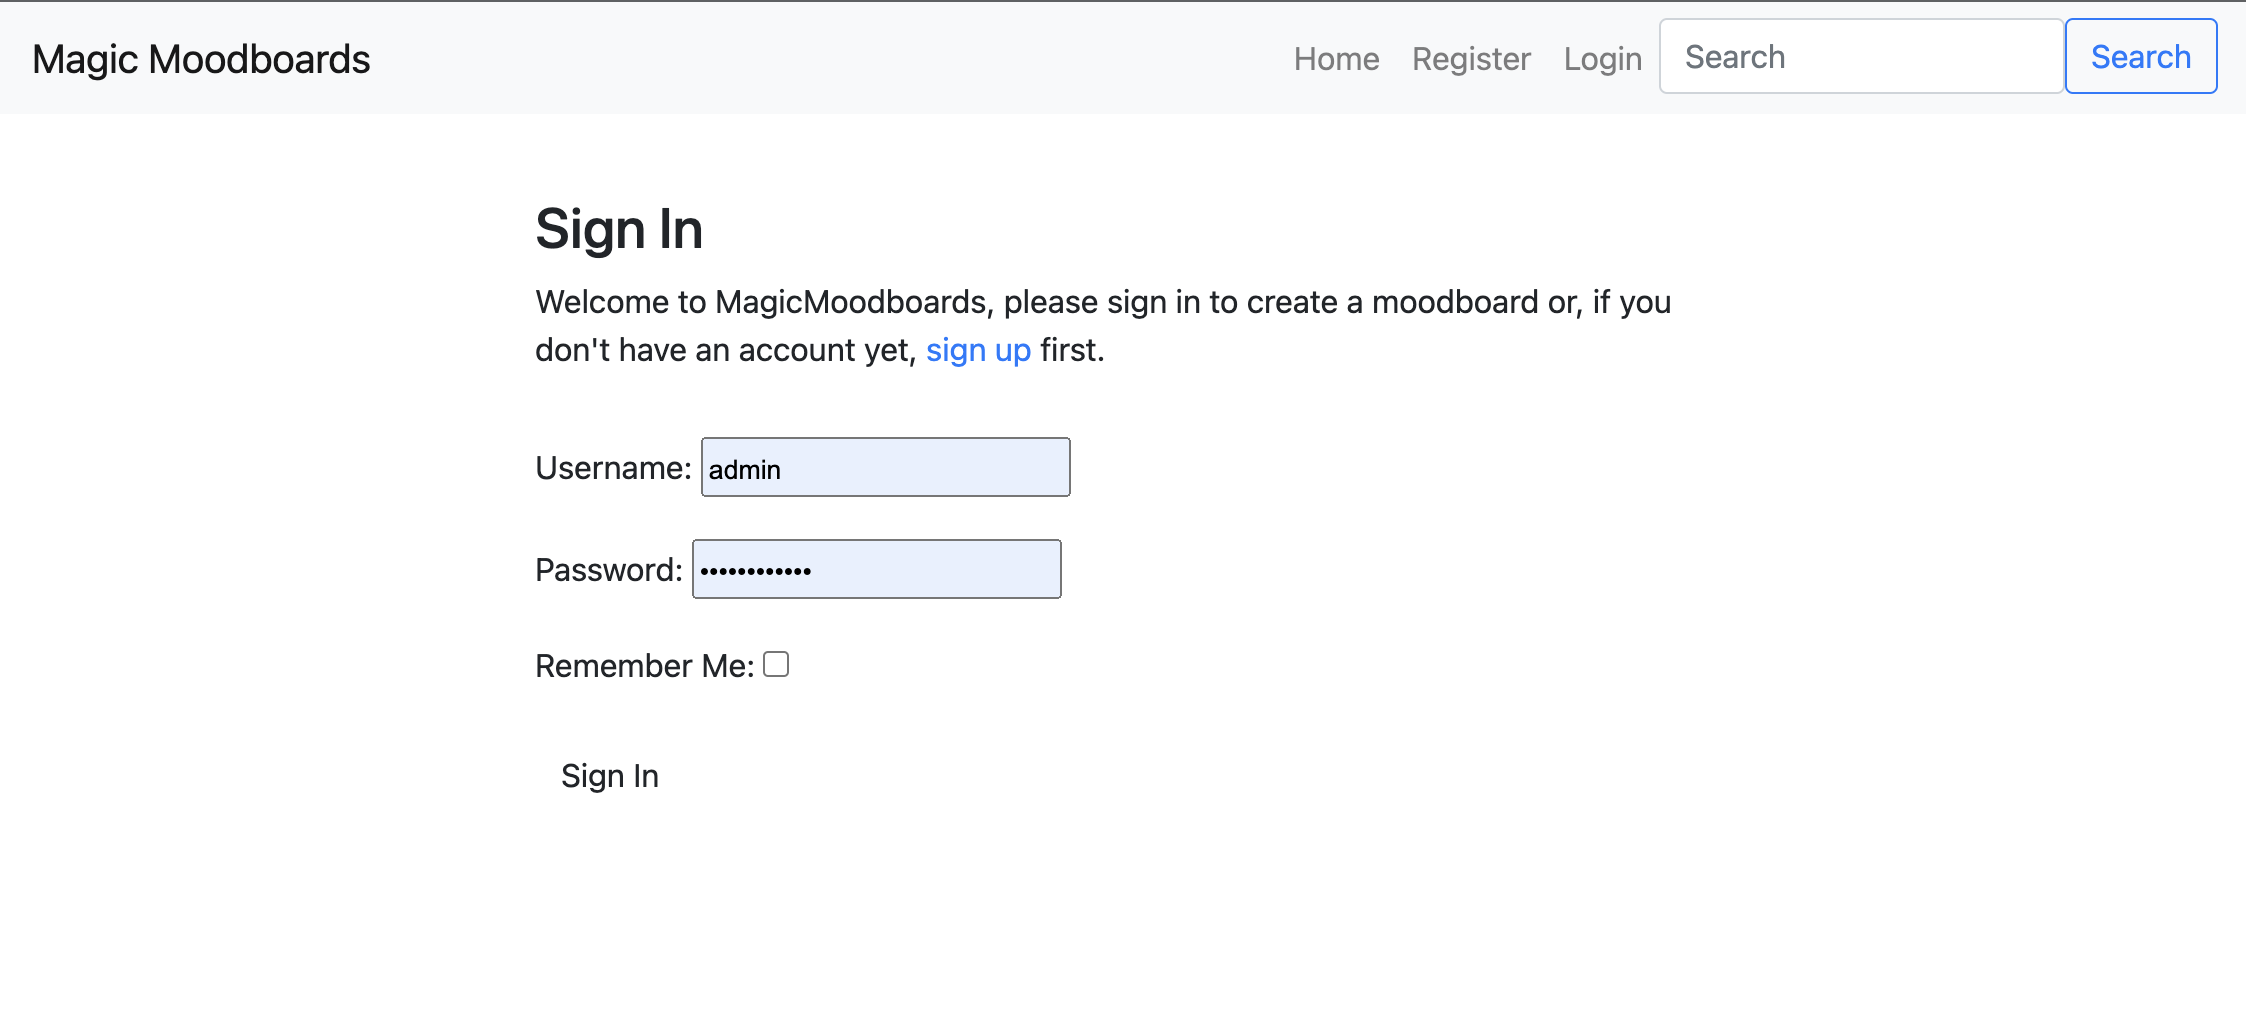 Magic Moodboards
Home Register Login Search Search
Sign In
Welcome to MagicMoodboards, please sign in to create a moodboard or, if you
don't have an account yet, sign up first.
Username: admin
Password: ••••••••••••
Remember Me:
Sign In